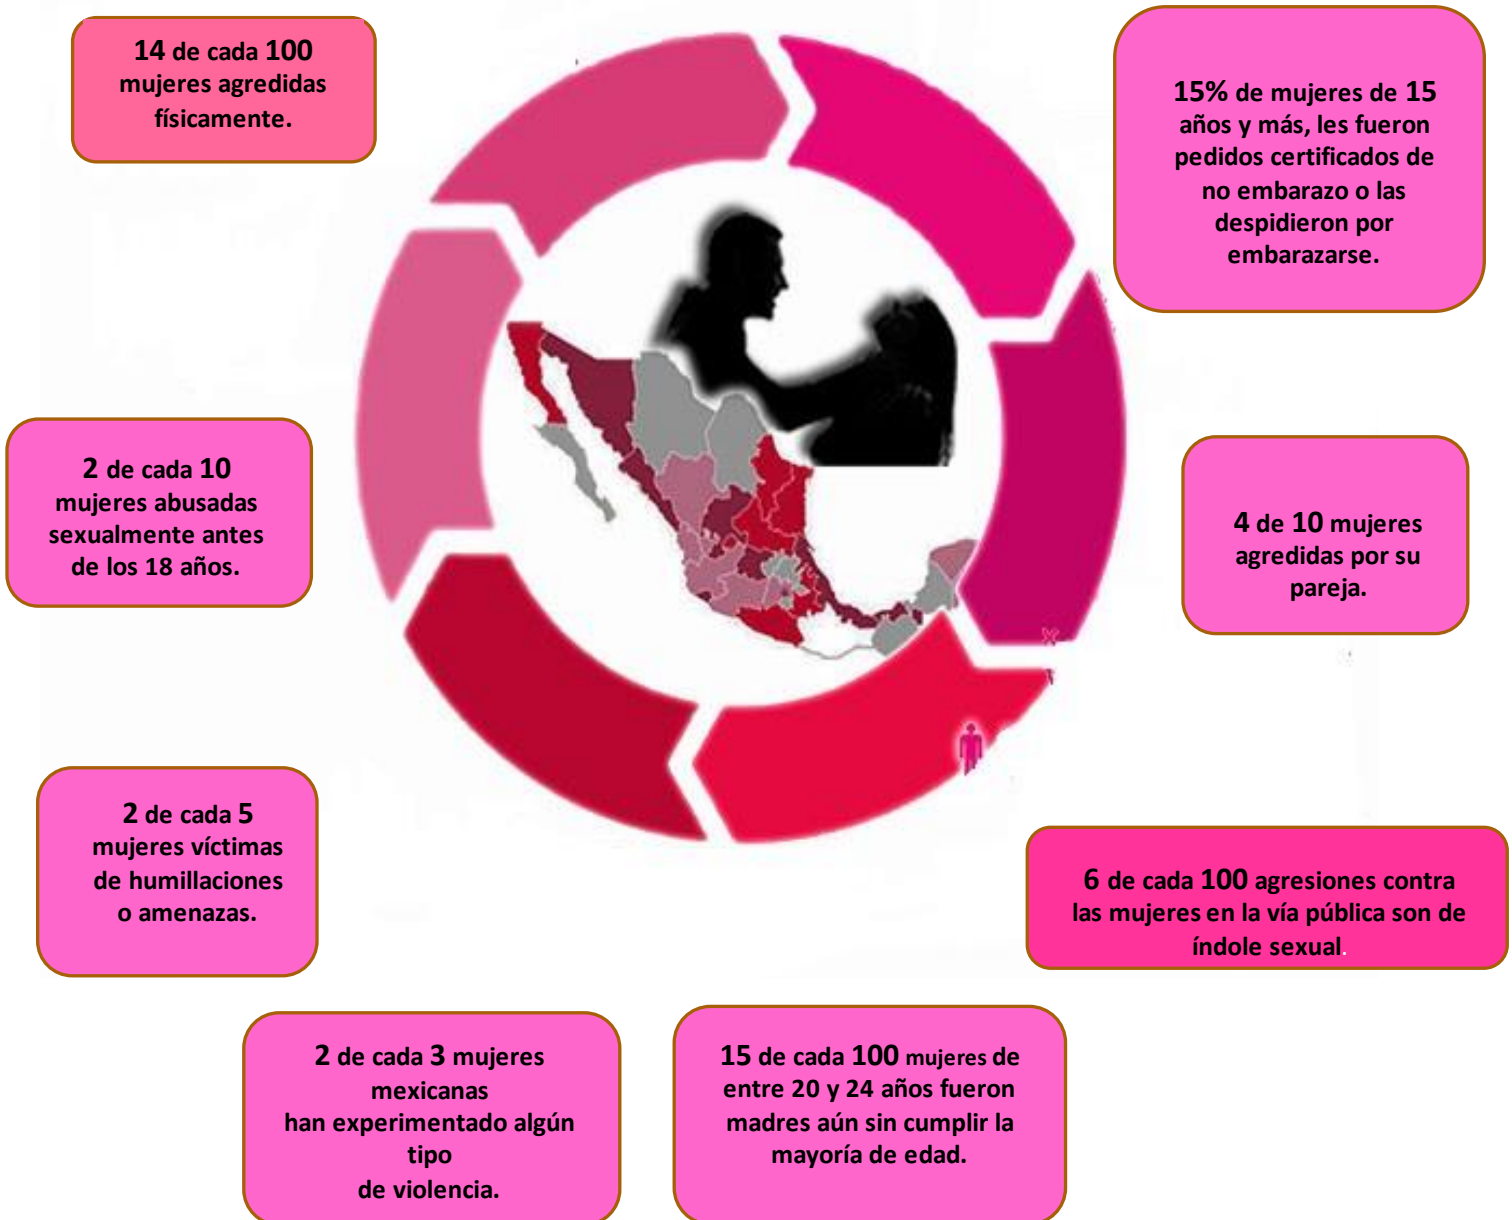 14 de cada 100
mujeres agredidas
físicamente.
15% de mujeres de 15
años y más, les fueron
pedidos certificados de
no embarazo o las
despidieron por
embarazarse.
2 de cada 10
mujeres abusadas
sexualmente antes
de los 18 años.
4 de 10 mujeres
agredidas por su
pareja.
2 de cada 5
mujeres víctimas
de humillaciones
o amenazas.
6 de cada 100 agresiones contra
las mujeres en la vía pública son de
índole sexual.
2 de cada 3 mujeres
mexicanas
han experimentado algún
tipo
de violencia.
15 de cada 100 mujeres de
entre 20 y 24 años fueron
madres aún sin cumplir la
mayoría de edad.